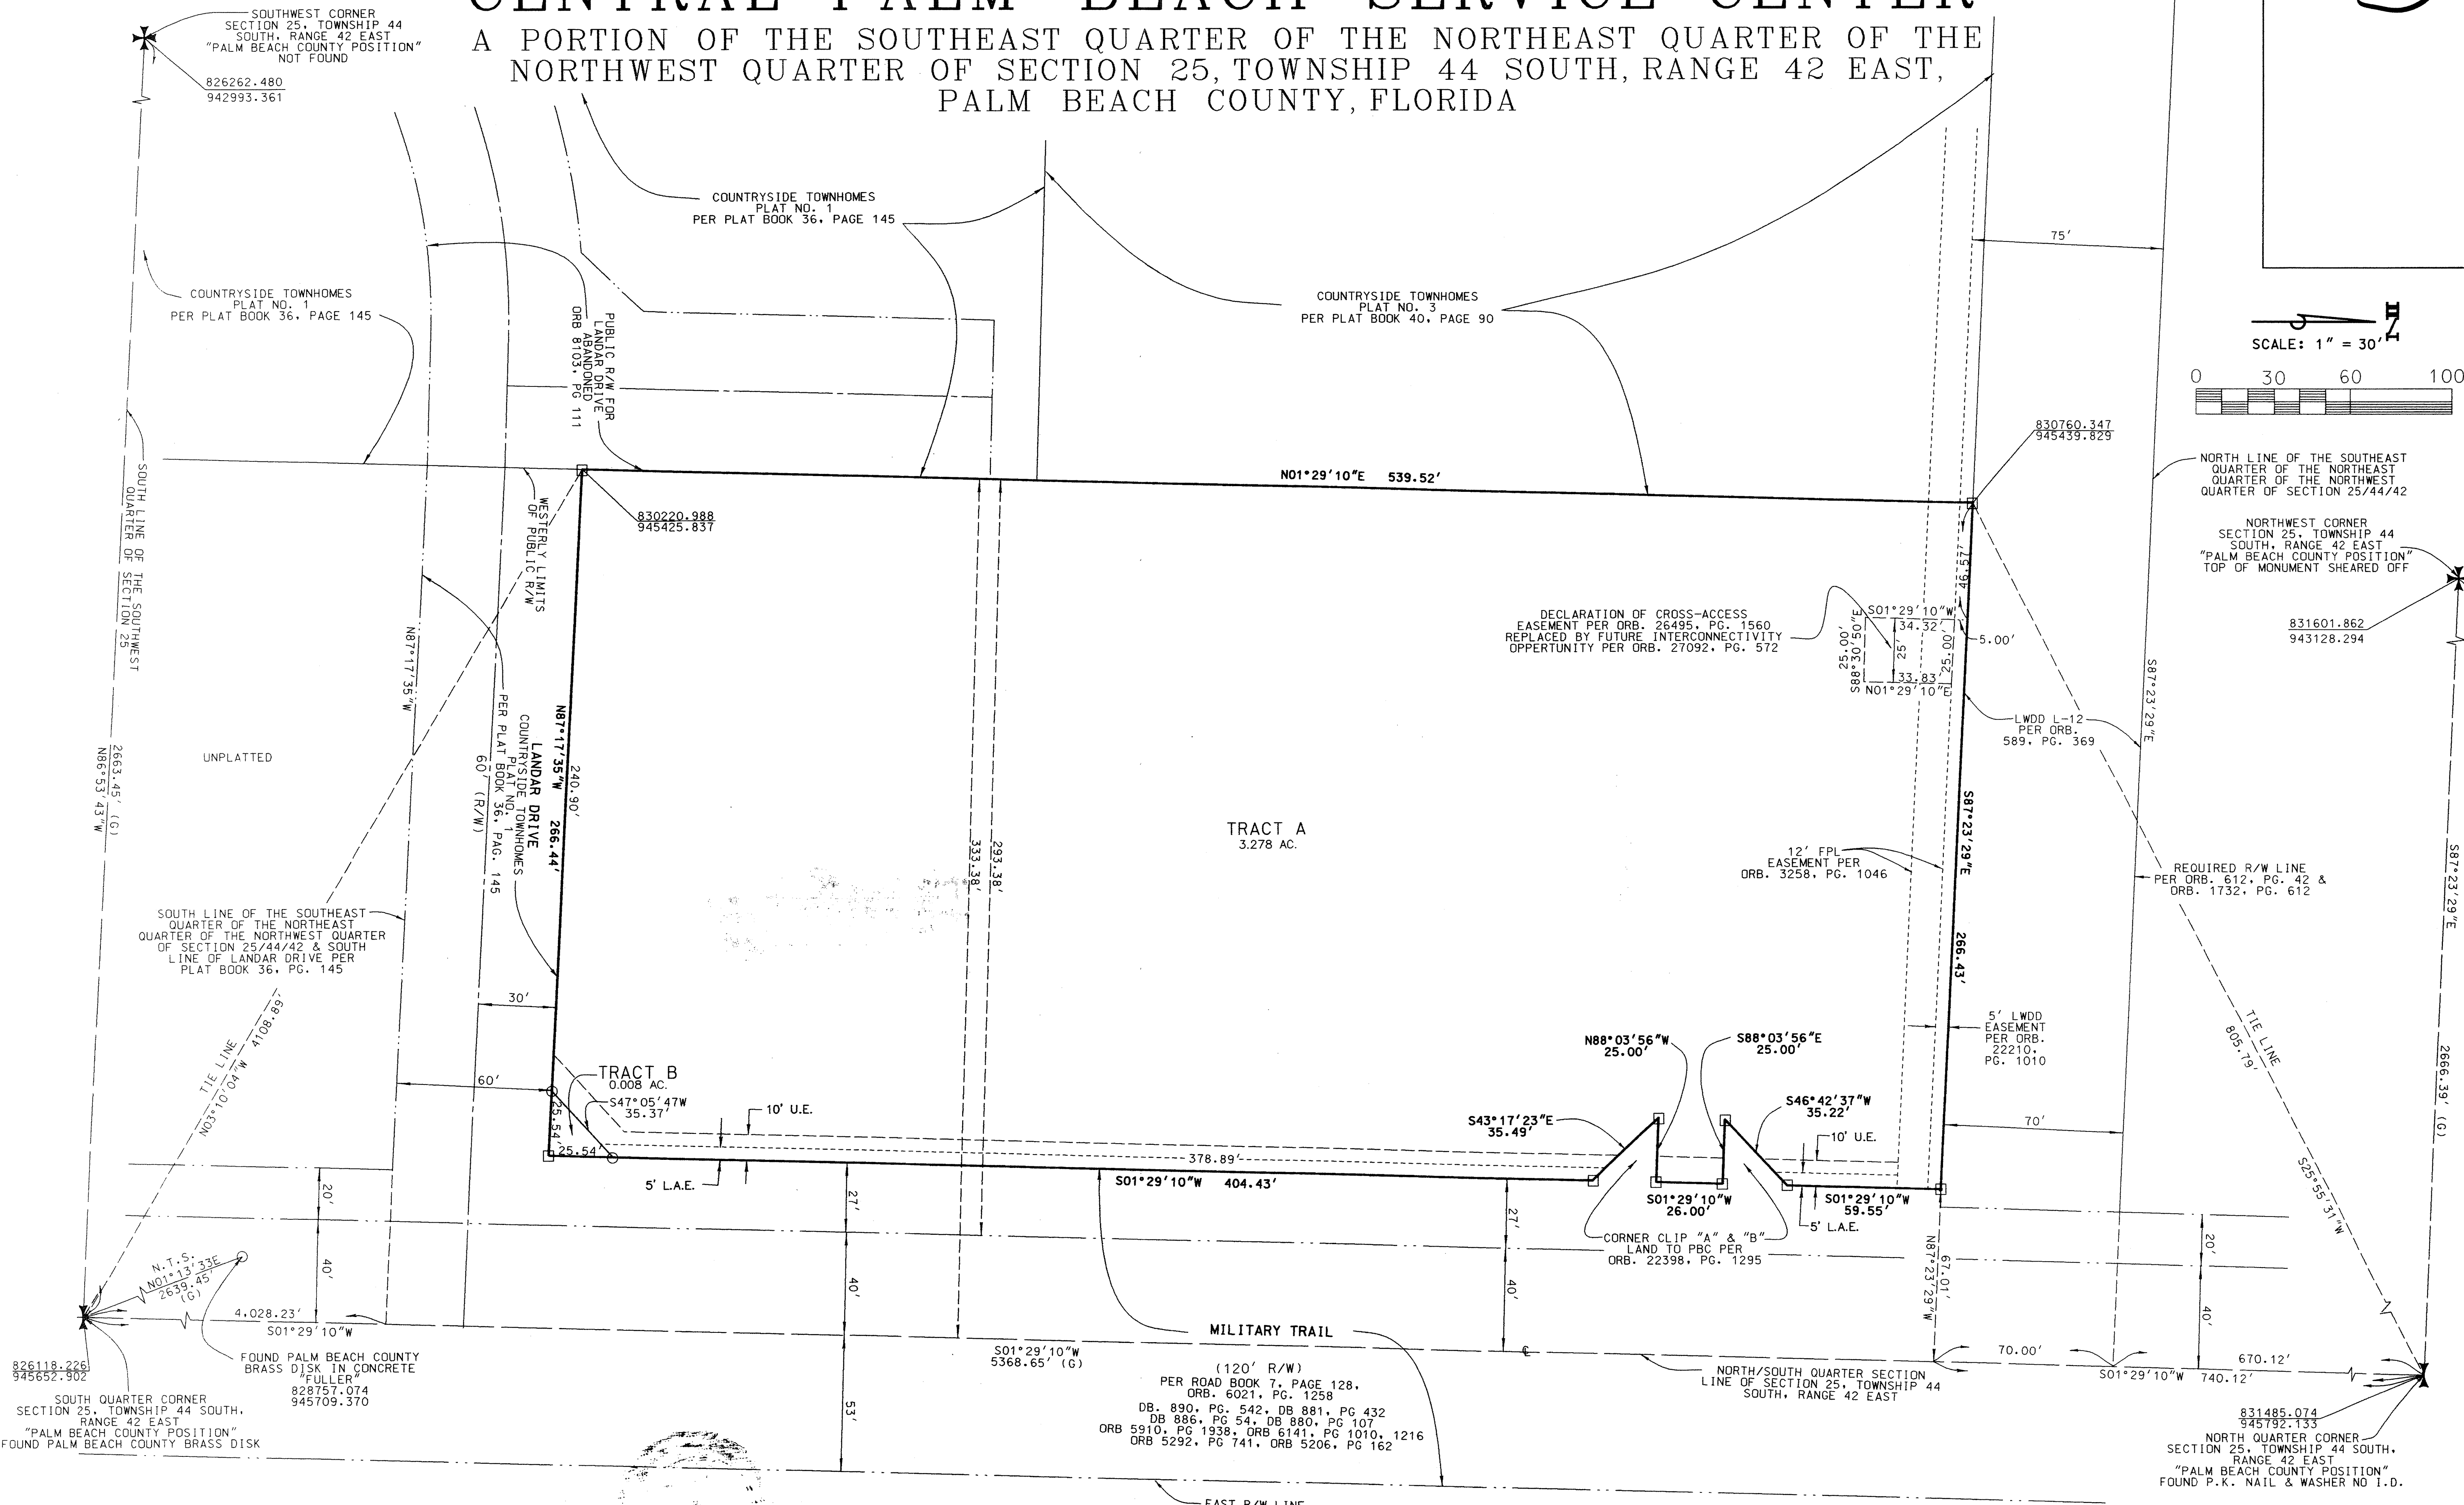 CENTRAL PALM BEACH SERVICE CENTER
A PORTION OF THE SOUTHEAST QUARTER OF THE NORTHEAST QUARTER OF THE
NORTHWEST QUARTER OF SECTION 25, TOWNSHIP 44 SOUTH, RANGE 42 EAST,
PALM BEACH COUNTY, FLORIDA
SOUTHWEST CORNER
SECTION 25, TOWNSHIP 44
SOUTH, RANGE 42 EAST
"PALM BEACH COUNTY POSITION"
NOT FOUND
826262.480
942993.361
COUNTRYSIDE TOWNHOMES
PLAT NO. 1
PER PLAT BOOK 36, PAGE 145
COUNTRYSIDE TOWNHOMES
PLAT NO. 1
PER PLAT BOOK 36, PAGE 145
COUNTRYSIDE TOWNHOMES
PLAT NO. 3
PER PLAT BOOK 40, PAGE 90
75'
PUBLIC R/W FOR
LANDAR DRIVE
ABANDONED
ORB 8103, PG 111
N
SCALE: 1" = 30'
0 30 60 100
830760.347
945439.829
NORTH LINE OF THE SOUTHEAST
QUARTER OF THE NORTHEAST
QUARTER OF THE NORTHWEST
QUARTER OF SECTION 25/44/42
NORTHWEST CORNER
SECTION 25, TOWNSHIP 44
SOUTH, RANGE 42 EAST
"PALM BEACH COUNTY POSITION"
TOP OF MONUMENT SHEARED OFF
831601.862
943128.294
N01°29'10"E 539.52'
830220.988
945425.837
WESTERLY LIMITS
OF PUBLIC R/W
SOUTH LINE OF THE SOUTHWEST
QUARTER OF SECTION 25
N87°17'35"W
DECLARATION OF CROSS-ACCESS
EASEMENT PER ORB. 26495, PG. 1560
REPLACED BY FUTURE INTERCONNECTIVITY
OPPERTUNITY PER ORB. 27092, PG. 572
46.57'
S01°29'10"W
34.32'
5.00'
S88°30'50"E
25.00'
25'
25.00'
33.83'
N01°29'10"E
LWDD L-12
PER ORB.
589, PG. 369
S87°23'29"E
UNPLATTED
2663.45' (G)
N86°53'43"W
N87°17'35"W 266.44'
240.90'
LANDAR DRIVE
COUNTRYSIDE TOWNHOMES
PLAT NO. 1
PER PLAT BOOK 36, PAG. 145
60' (R/W)
333.38'
293.38'
TRACT A
3.278 AC.
12' FPL
EASEMENT PER
ORB. 3258, PG. 1046
S87°23'29"E
266.43'
REQUIRED R/W LINE
PER ORB. 612, PG. 42 &
ORB. 1732, PG. 612
S87°23'29"E
2666.39' (G)
SOUTH LINE OF THE SOUTHEAST
QUARTER OF THE NORTHEAST
QUARTER OF THE NORTHWEST QUARTER
OF SECTION 25/44/42 & SOUTH
LINE OF LANDAR DRIVE PER
PLAT BOOK 36, PG. 145
30'
TIE LINE
N03°10'04"W 4108.89'
60'
TRACT B
0.008 AC.
S47°05'47W
35.37'
25.54'
25.54'
10' U.E.
5' L.A.E.
378.89'
S01°29'10"W 404.43'
S43°17'23"E
35.49'
N88°03'56"W
25.00'
S88°03'56"E
25.00'
S46°42'37"W
35.22'
10' U.E.
S01°29'10"W
26.00'
S01°29'10"W
59.55'
5' L.A.E.
5' LWDD
EASEMENT
PER ORB.
22210,
PG. 1010
70'
TIE LINE
805.79'
S25°55'31"W
CORNER CLIP "A" & "B"
LAND TO PBC PER
ORB. 22398, PG. 1295
20'
40'
27'
40'
53'
27'
40'
67.01'
N87°23'29"W
20'
40'
N.T.S.
N01°13'33E
2639.45'
(G)
4,028.23'
S01°29'10"W
826118.226
945652.902
FOUND PALM BEACH COUNTY
BRASS DISK IN CONCRETE
"FULLER"
828757.074
945709.370
SOUTH QUARTER CORNER
SECTION 25, TOWNSHIP 44 SOUTH,
RANGE 42 EAST
"PALM BEACH COUNTY POSITION"
FOUND PALM BEACH COUNTY BRASS DISK
S01°29'10"W
5368.65' (G)
MILITARY TRAIL
(120' R/W)
PER ROAD BOOK 7, PAGE 128,
ORB. 6021, PG. 1258
DB. 890, PG. 542, DB 881, PG 432
DB 886, PG 54, DB 880, PG 107
ORB 5910, PG 1938, ORB 6141, PG 1010, 1216
ORB 5292, PG 741, ORB 5206, PG 162
NORTH/SOUTH QUARTER SECTION
LINE OF SECTION 25, TOWNSHIP 44
SOUTH, RANGE 42 EAST
70.00'
670.12'
S01°29'10"W 740.12'
831485.074
945792.133
NORTH QUARTER CORNER
SECTION 25, TOWNSHIP 44 SOUTH,
RANGE 42 EAST
"PALM BEACH COUNTY POSITION"
FOUND P.K. NAIL & WASHER NO I.D.
EAST R/W LINE